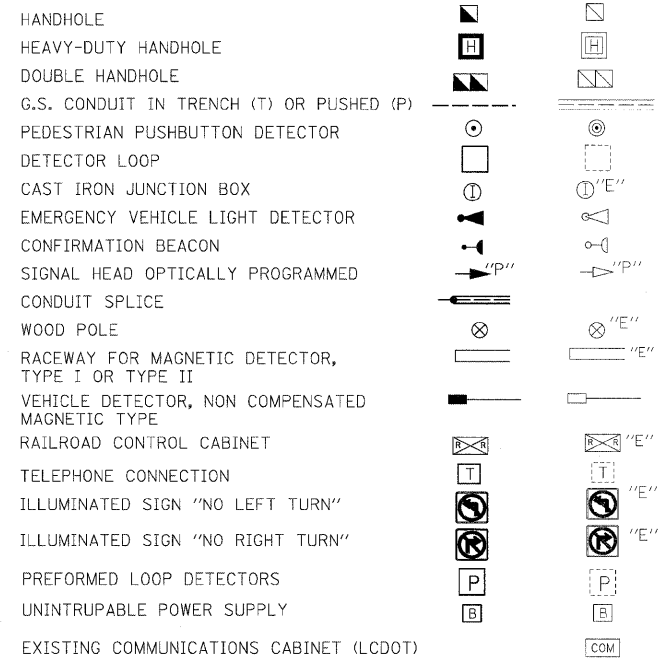 HANDHOLE
HEAVY-DUTY HANDHOLE H H
DOUBLE HANDHOLE
G.S. CONDUIT IN TRENCH (T) OR PUSHED (P)
PEDESTRIAN PUSHBUTTON DETECTOR
DETECTOR LOOP
CAST IRON JUNCTION BOX I I "E"
EMERGENCY VEHICLE LIGHT DETECTOR
CONFIRMATION BEACON
SIGNAL HEAD OPTICALLY PROGRAMMED "P" "P"
CONDUIT SPLICE
WOOD POLE "E"
RACEWAY FOR MAGNETIC DETECTOR, "E"
TYPE I OR TYPE II
VEHICLE DETECTOR, NON COMPENSATED
MAGNETIC TYPE
RAILROAD CONTROL CABINET R R R R "E"
TELEPHONE CONNECTION T T
ILLUMINATED SIGN "NO LEFT TURN" "E"
ILLUMINATED SIGN "NO RIGHT TURN" "E"
PREFORMED LOOP DETECTORS P P
UNINTRUPABLE POWER SUPPLY B B
EXISTING COMMUNICATIONS CABINET (LCDOT) COM